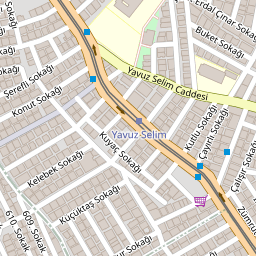 Erdal Çınar Sokağı
Buket Sokağı
Şerefli Sokağı
Yavuz Selim Caddesi
Konut Sokağı
Yavuz Selim
Kutlu Sokağı
Çayırlı Sokağı
Kuyaş Sokağı
Kelebek Sokağı
Çalışır Sokağı
Küçüktaş Sokağı
609. Sokak
610. Sokak
Sokağı